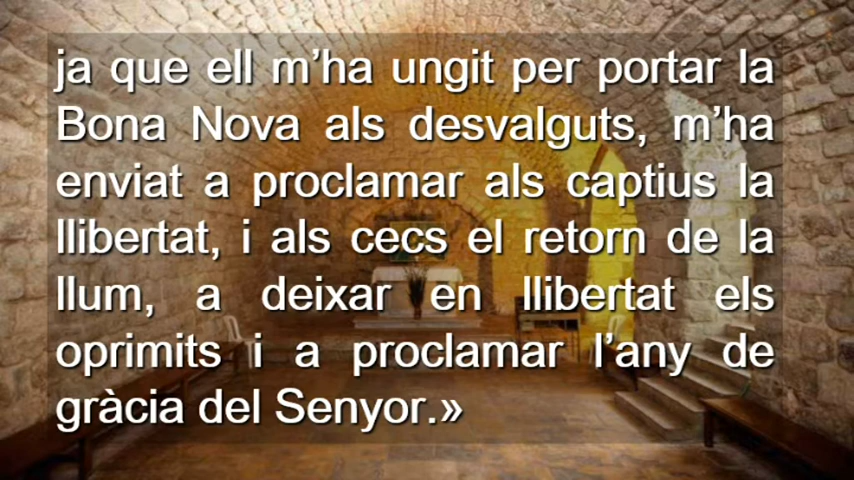 ja que ell m’ha ungit per portar la
Bona Nova als desvalguts, m’ha
enviat a proclamar als captius la
llibertat, i als cecs el retorn de la
llum, a deixar en llibertat els
oprimits i a proclamar l’any de
gràcia del Senyor.»